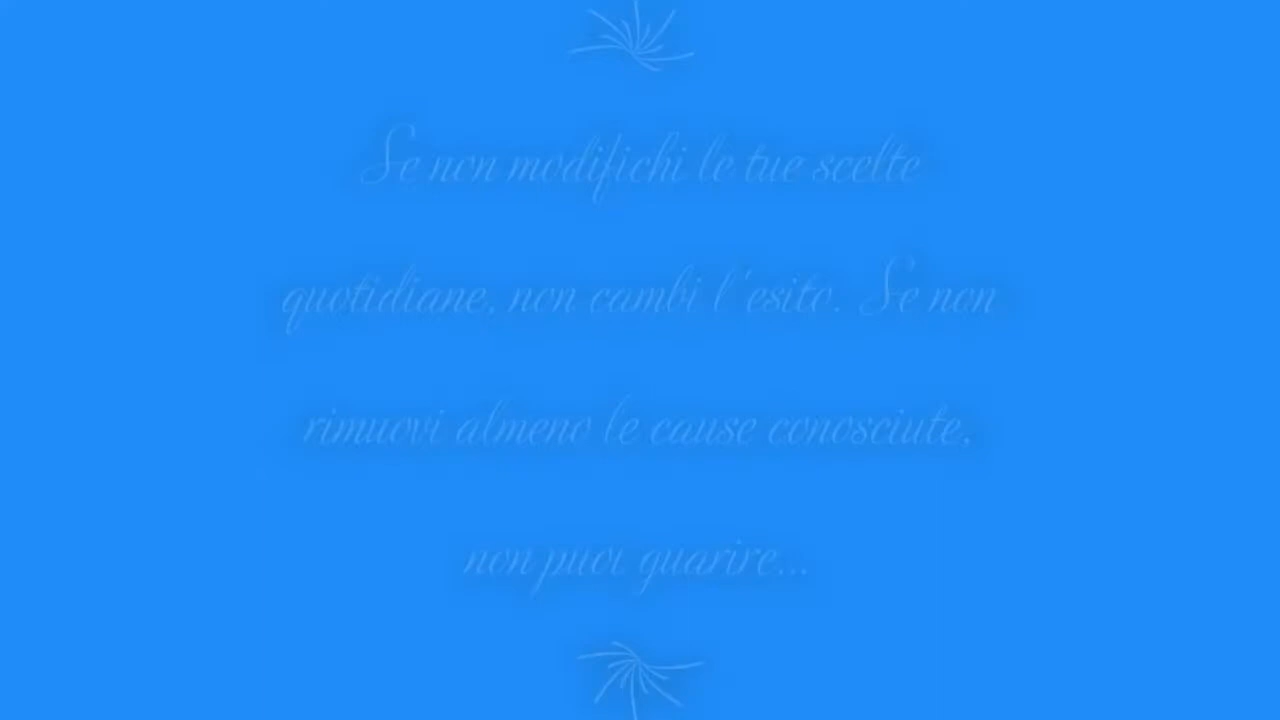 Se non modifichi le tue scelte
quotidiane, non cambi l'esito. Se non
rimuovi almeno le cause conosciute,
non puoi guarire...